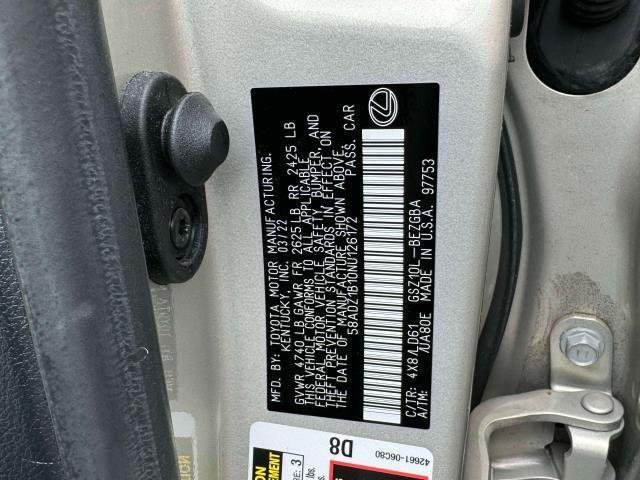 MFD. BY: TOYOTA MOTOR MANUFACTURING.
KENTUCKY, INC. 03/22
GVWR 4740 LB GAWR FR 2625 LB RR 2425 LB
THIS VEHICLE CONFORMS TO ALL APPLICABLE
FEDERAL MOTOR VEHICLE SAFETY, BUMPER, AND
THEFT PREVENTION STANDARDS IN EFFECT ON
THE DATE OF MANUFACTURE SHOWN ABOVE.
58ADZ1B10NU126172 PASS. CAR
C/TR: 4X8/LD61 GSZ10L-BEZGBA
A/TM: /UA80E MADE IN U.S.A. 97753
D8
42661-06C80